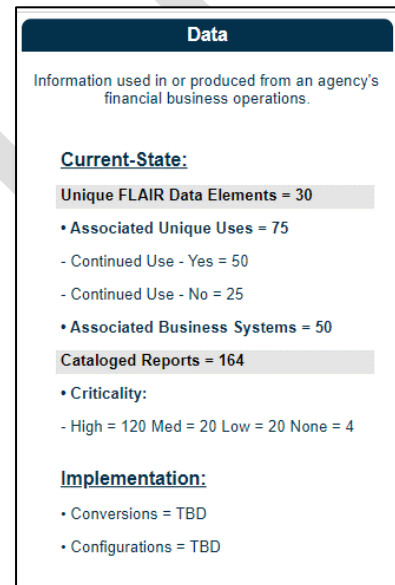 Data
Information used in or produced from an agency's
financial business operations.
Current-State:
Unique FLAIR Data Elements = 30
• Associated Unique Uses = 75
- Continued Use - Yes = 50
- Continued Use - No = 25
• Associated Business Systems = 50
Cataloged Reports = 164
• Criticality:
- High = 120 Med = 20 Low = 20 None = 4
Implementation:
• Conversions = TBD
• Configurations = TBD